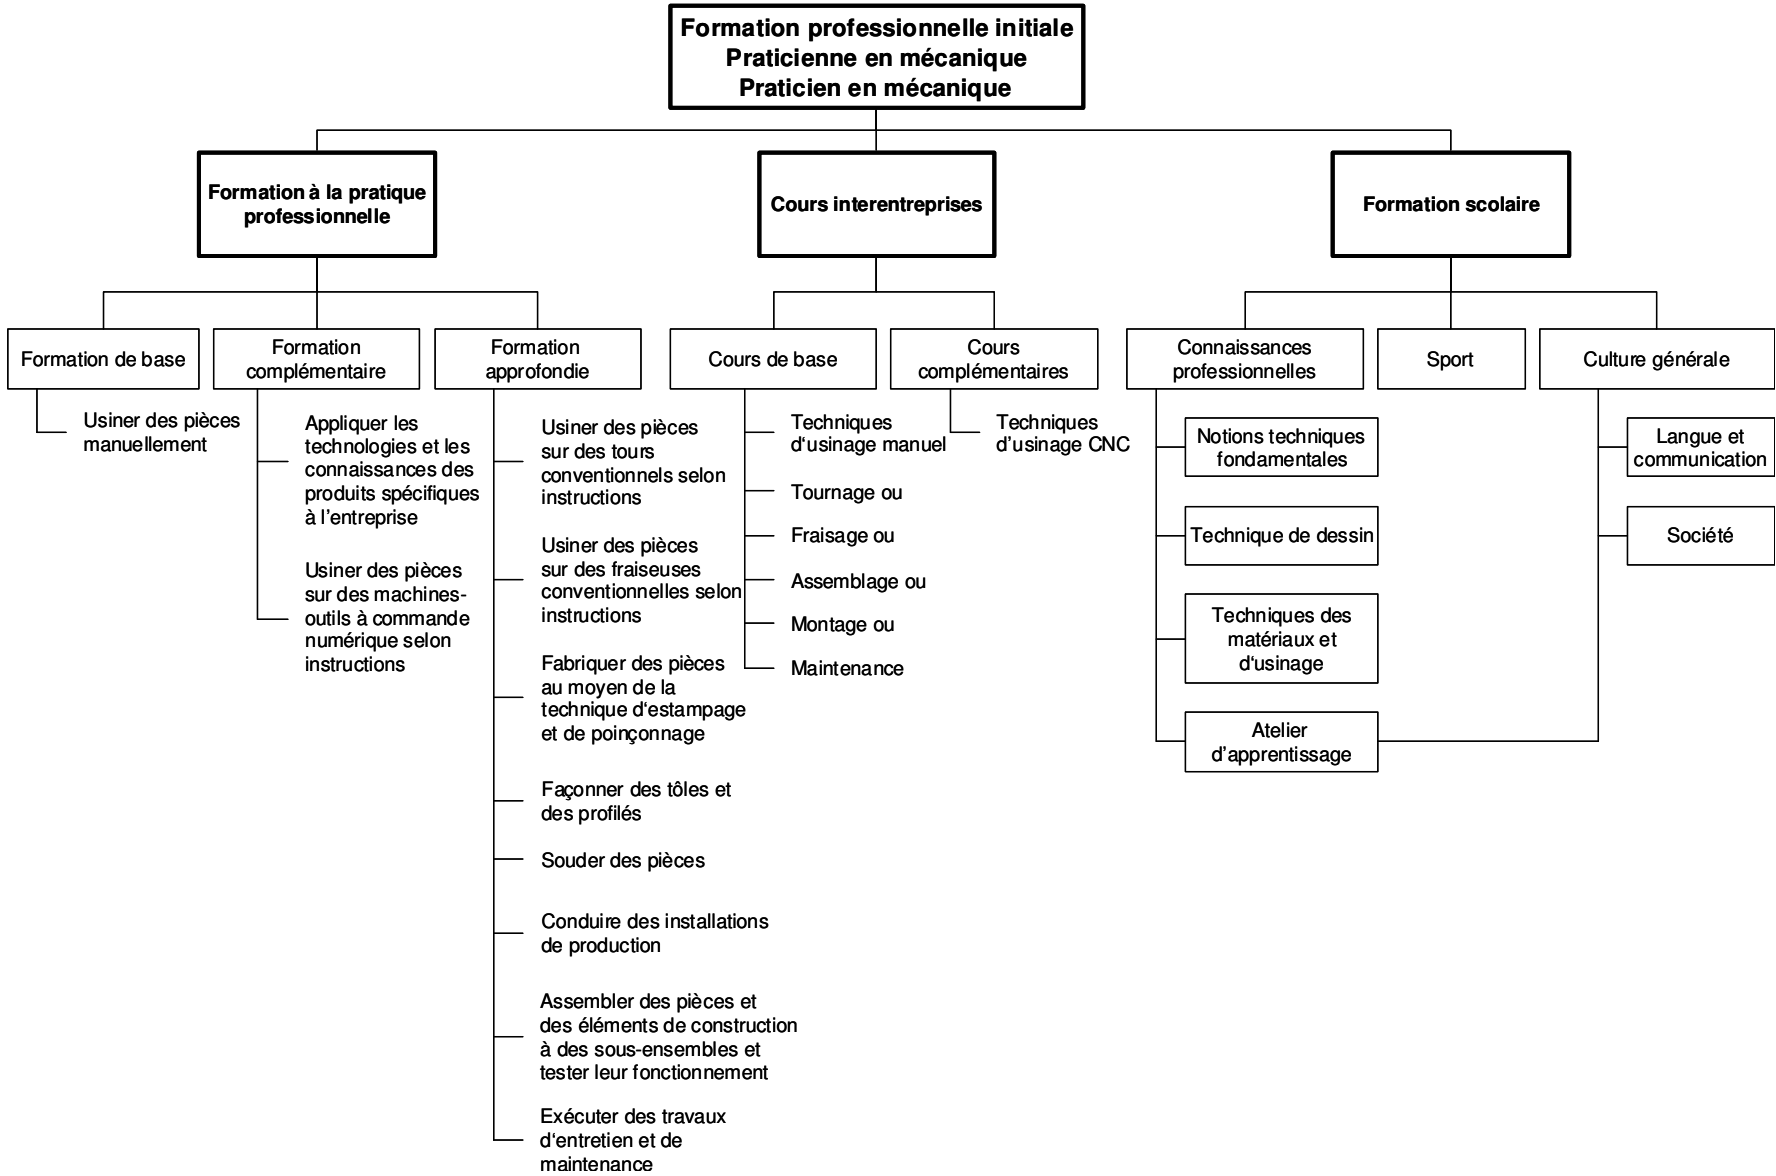 Formation professionnelle initiale
Praticienne en mécanique
Praticien en mécanique
Formation à la pratique
professionnelle
Cours interentreprises
Formation scolaire
Formation de base
Formation
complémentaire
Formation
approfondie
Cours de base
Cours
complémentaires
Connaissances
professionnelles
Sport
Culture générale
Usiner des pièces
manuellement
Appliquer les
technologies et les
connaissances des
produits spécifiques
à l’entreprise
Usiner des pièces
sur des machines-
outils à commande
numérique selon
instructions
Usiner des pièces
sur des tours
conventionnels selon
instructions
Usiner des pièces
sur des fraiseuses
conventionnelles selon
instructions
Fabriquer des pièces
au moyen de la
technique d‘estampage
et de poinçonnage
Façonner des tôles et
des profilés
Souder des pièces
Conduire des installations
de production
Assembler des pièces et
des éléments de construction
à des sous-ensembles et
tester leur fonctionnement
Exécuter des travaux
d‘entretien et de
maintenance
Techniques
d‘usinage manuel
Tournage ou
Fraisage ou
Assemblage ou
Montage ou
Maintenance
Techniques
d’usinage CNC
Notions techniques
fondamentales
Technique de dessin
Techniques des
matériaux et
d‘usinage
Atelier
d’apprentissage
Langue et
communication
Société